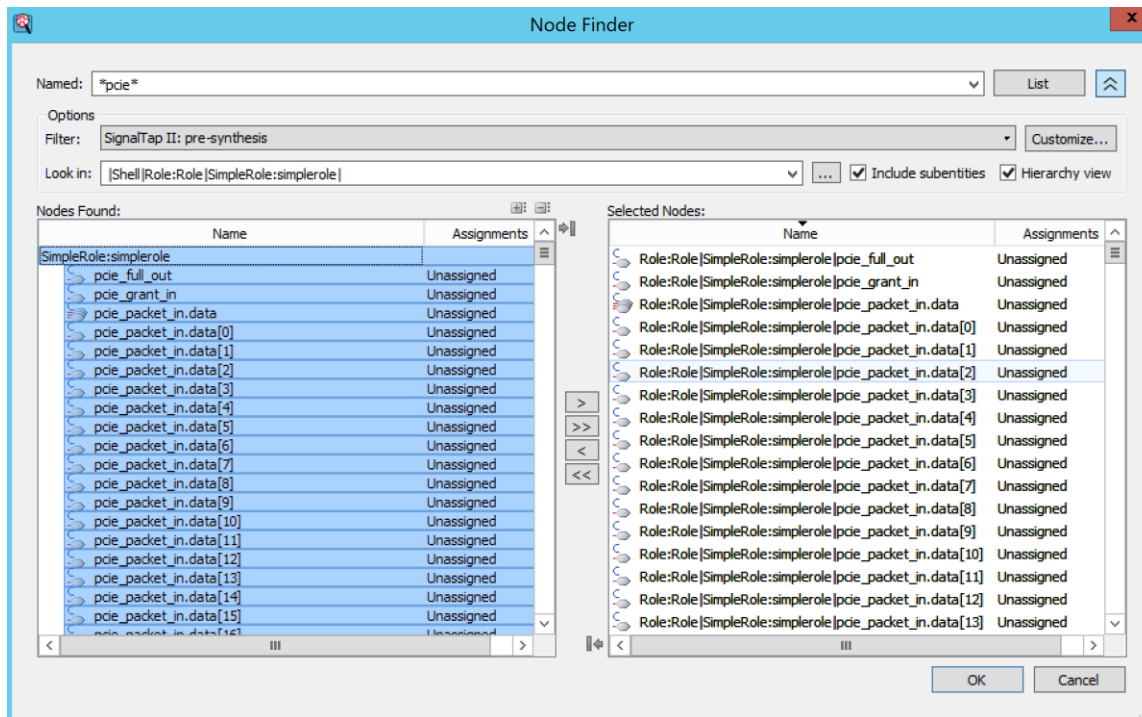 Node Finder
x
Named: *pcie* List
Options
Filter: SignalTap II: pre-synthesis Customize...
Look in: |Shell|Role:Role|SimpleRole:simplerole| ... Include subentities Hierarchy view
Nodes Found:
Name Assignments
SimpleRole:simplerole
pcie_full_out Unassigned
pcie_grant_in Unassigned
pcie_packet_in.data Unassigned
pcie_packet_in.data[0] Unassigned
pcie_packet_in.data[1] Unassigned
pcie_packet_in.data[2] Unassigned
pcie_packet_in.data[3] Unassigned
pcie_packet_in.data[4] Unassigned
pcie_packet_in.data[5] Unassigned
pcie_packet_in.data[6] Unassigned
pcie_packet_in.data[7] Unassigned
pcie_packet_in.data[8] Unassigned
pcie_packet_in.data[9] Unassigned
pcie_packet_in.data[10] Unassigned
pcie_packet_in.data[11] Unassigned
pcie_packet_in.data[12] Unassigned
pcie_packet_in.data[13] Unassigned
pcie_packet_in.data[14] Unassigned
pcie_packet_in.data[15] Unassigned
pcie_packet_in.data[16] Unassigned
>
>>
<
<<
Selected Nodes:
Name Assignments
Role:Role|SimpleRole:simplerole|pcie_full_out Unassigned
Role:Role|SimpleRole:simplerole|pcie_grant_in Unassigned
Role:Role|SimpleRole:simplerole|pcie_packet_in.data Unassigned
Role:Role|SimpleRole:simplerole|pcie_packet_in.data[0] Unassigned
Role:Role|SimpleRole:simplerole|pcie_packet_in.data[1] Unassigned
Role:Role|SimpleRole:simplerole|pcie_packet_in.data[2] Unassigned
Role:Role|SimpleRole:simplerole|pcie_packet_in.data[3] Unassigned
Role:Role|SimpleRole:simplerole|pcie_packet_in.data[4] Unassigned
Role:Role|SimpleRole:simplerole|pcie_packet_in.data[5] Unassigned
Role:Role|SimpleRole:simplerole|pcie_packet_in.data[6] Unassigned
Role:Role|SimpleRole:simplerole|pcie_packet_in.data[7] Unassigned
Role:Role|SimpleRole:simplerole|pcie_packet_in.data[8] Unassigned
Role:Role|SimpleRole:simplerole|pcie_packet_in.data[9] Unassigned
Role:Role|SimpleRole:simplerole|pcie_packet_in.data[10] Unassigned
Role:Role|SimpleRole:simplerole|pcie_packet_in.data[11] Unassigned
Role:Role|SimpleRole:simplerole|pcie_packet_in.data[12] Unassigned
Role:Role|SimpleRole:simplerole|pcie_packet_in.data[13] Unassigned
OK Cancel